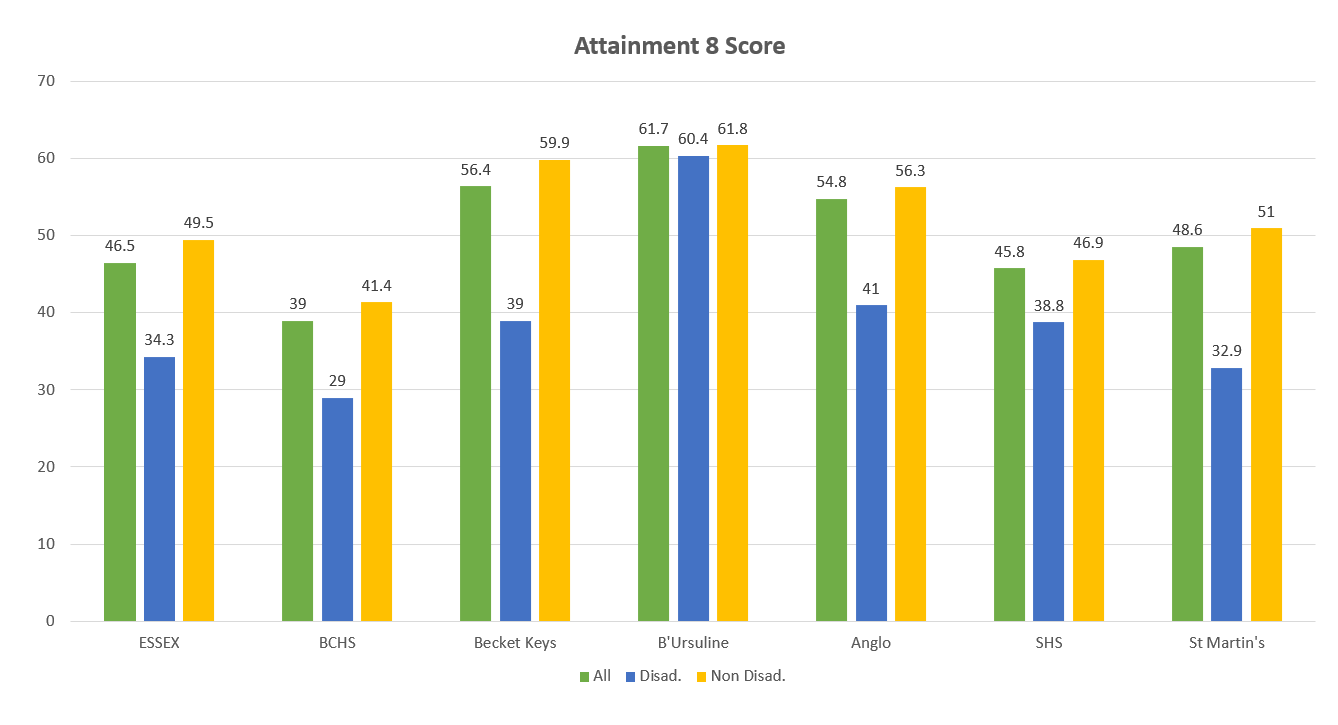 Attainment 8 Score
70
60
50
40
30
20
10
0
46.5 34.3 49.5
39 29 41.4
56.4 39 59.9
61.7 60.4 61.8
54.8 41 56.3
45.8 38.8 46.9
48.6 32.9 51
ESSEX BCHS Becket Keys B'Ursuline Anglo SHS St Martin's
All Disad. Non Disad.